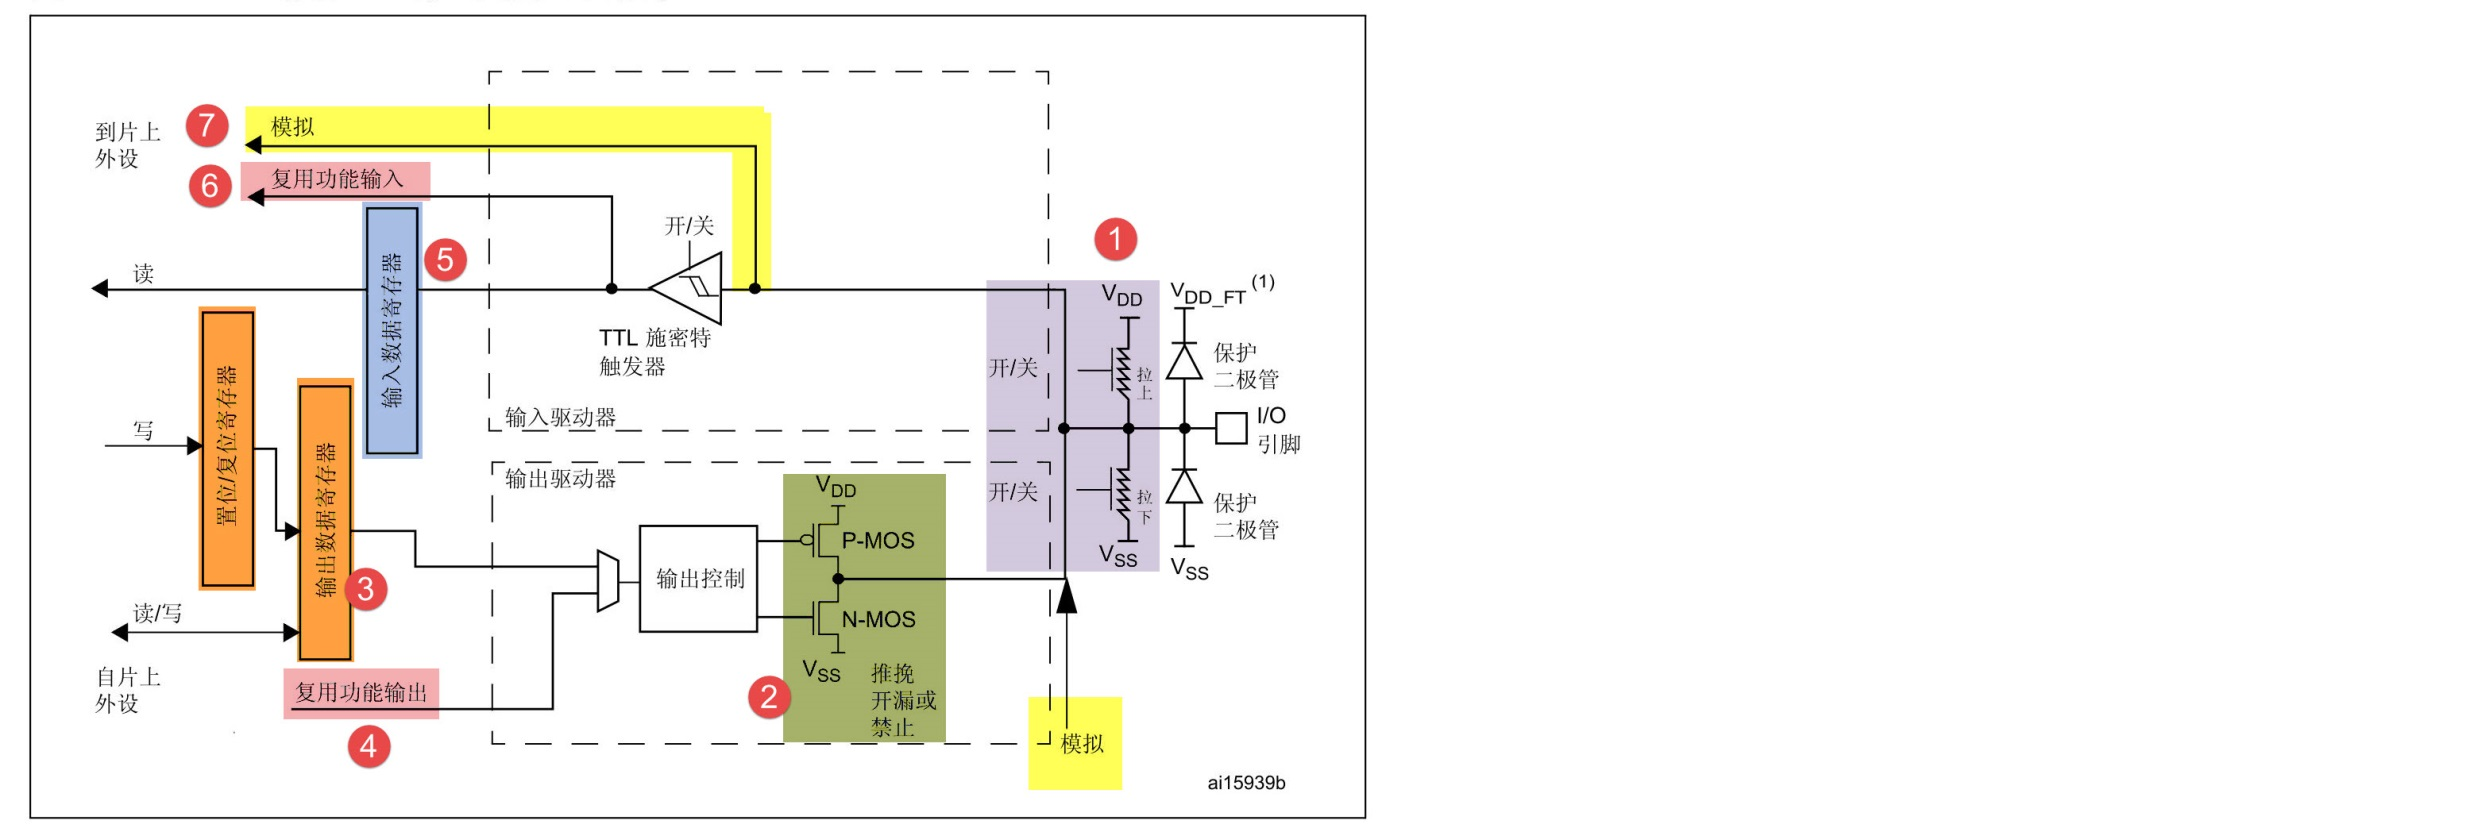 7
模拟
到片上
外设
6
复用功能输入
开/关
5
1
读
输入数据寄存器
TTL 施密特
触发器
VDD
VDD_FT (1)
开/关
拉上
保护
二极管
置位/复位寄存器
写
输入驱动器
I/O
引脚
输出驱动器
输出数据寄存器
VDD
开/关
拉下
保护
二极管
P-MOS
VSS
VSS
输出控制
3
读/写
N-MOS
VSS
自片上
外设
复用功能输出
2
推挽
开漏或
禁止
4
模拟
ai15939b